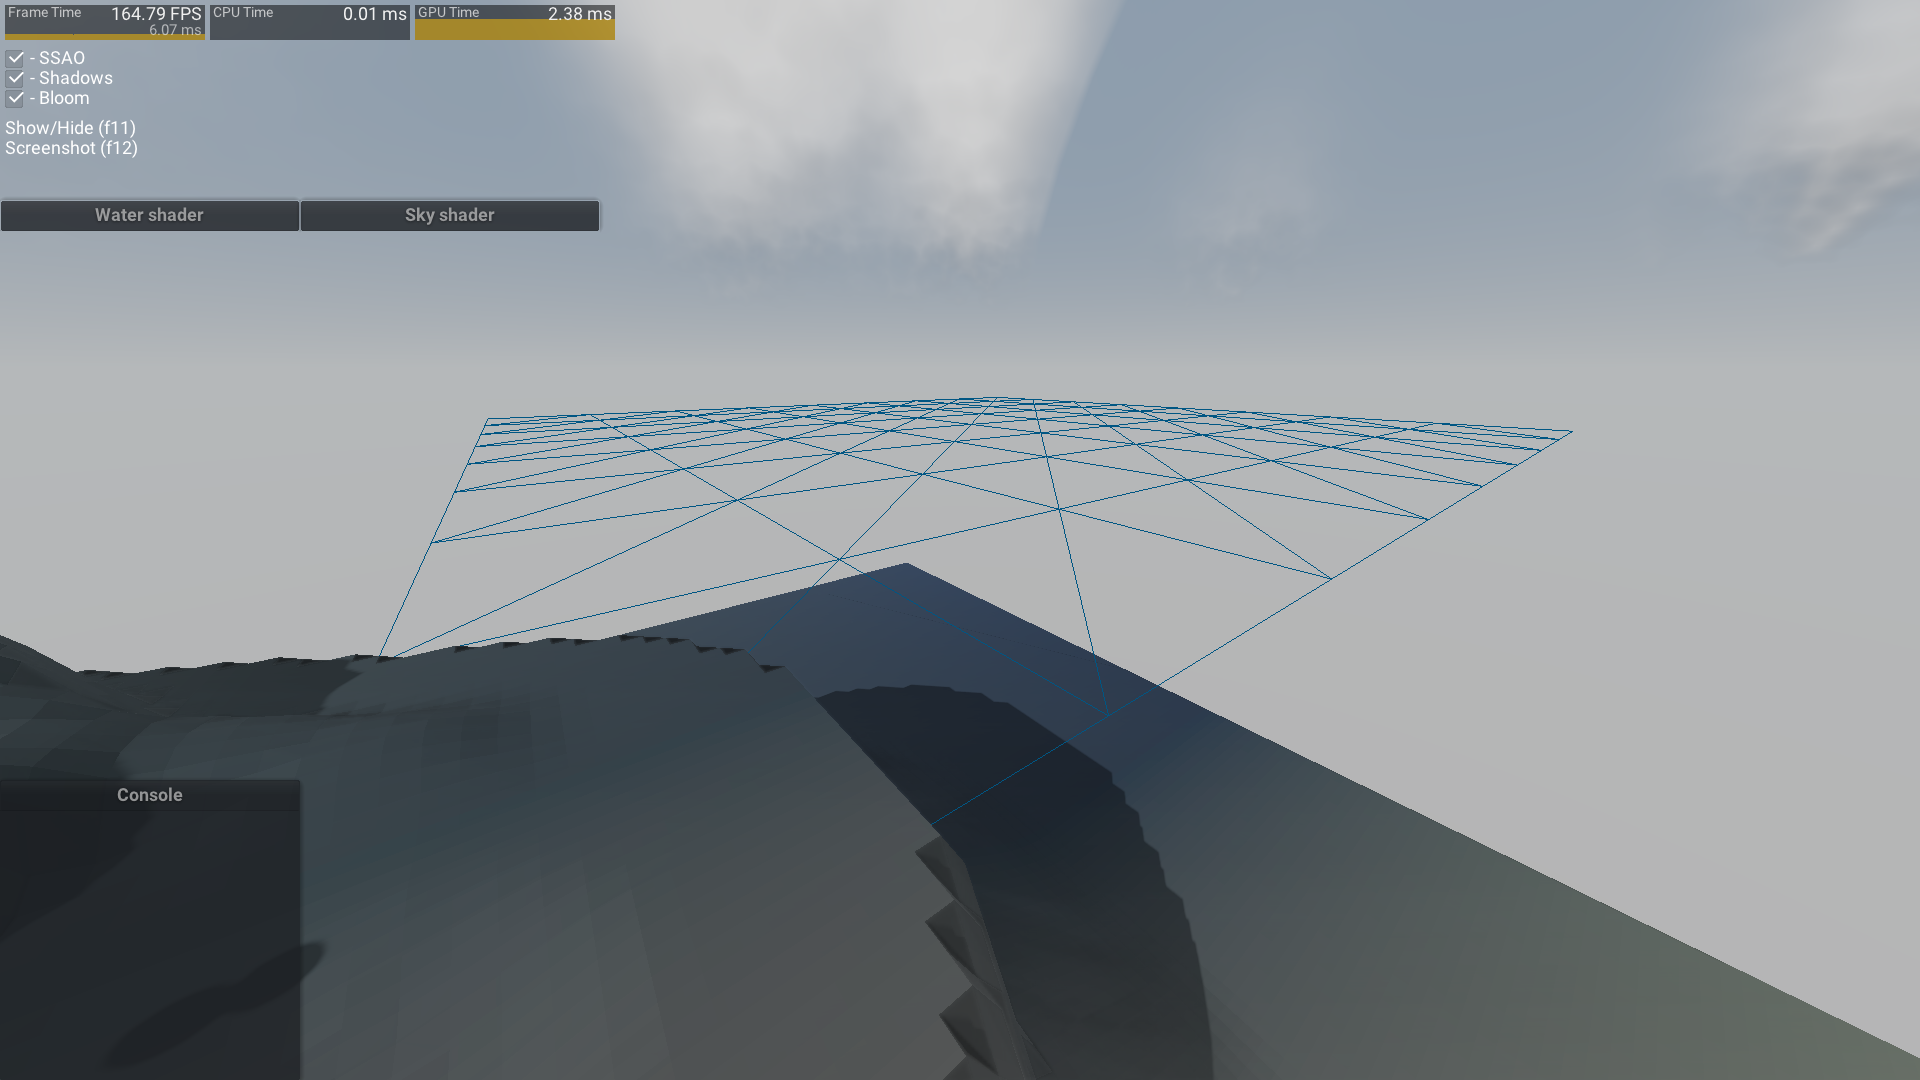 Frame Time 164.79 FPS CPU Time 0.01 ms GPU Time 2.38 ms
6.07 ms
- SSAO
- Shadows
- Bloom
Show/Hide (f11)
Screenshot (f12)
Water shader Sky shader
Console